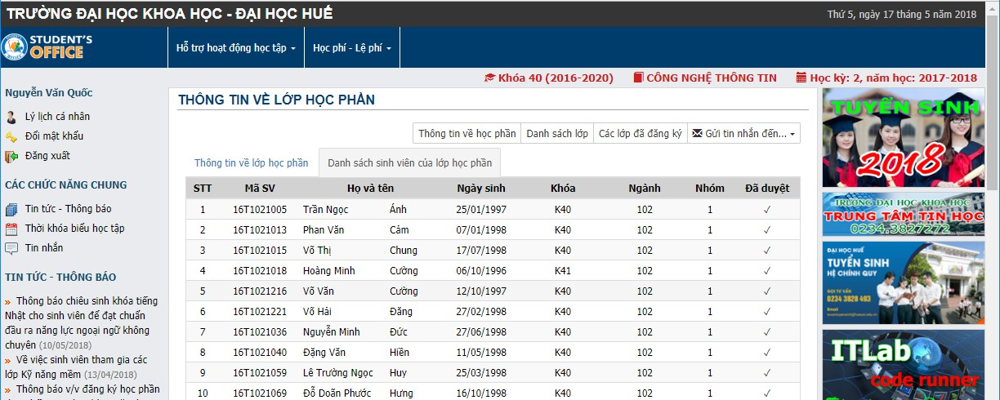 TRƯỜNG ĐẠI HỌC KHOA HỌC - ĐẠI HỌC HUẾ
Thứ 5, ngày 17 tháng 5 năm 2018
STUDENT'S
OFFICE
Hỗ trợ hoạt động học tập
Học phí - Lệ phí
Khóa 40 (2016-2020) CÔNG NGHỆ THÔNG TIN Học kỳ: 2, năm học: 2017-2018
Nguyễn Văn Quốc
Lý lịch cá nhân
Đổi mật khẩu
Đăng xuất
CÁC CHỨC NĂNG CHUNG
Tin tức - Thông báo
Thời khóa biểu học tập
Tin nhắn
TIN TỨC - THÔNG BÁO
» Thông báo chiêu sinh khóa tiếng
Nhật cho sinh viên để đạt chuẩn
đầu ra năng lực ngoại ngữ không
chuyên (10/05/2018)
» Về việc sinh viên tham gia các
lớp Kỹ năng mềm (13/04/2018)
» Thông báo v/v đăng ký học phần
THÔNG TIN VỀ LỚP HỌC PHẦN
Thông tin về học phần Danh sách lớp Các lớp đã đăng ký Gửi tin nhắn đến...
Thông tin về lớp học phần Danh sách sinh viên của lớp học phần
STT Mã SV Họ và tên Ngày sinh Khóa Ngành Nhóm Đã duyệt
1 16T1021005 Trần Ngọc Ánh 25/01/1997 K40 102 1 ✓
2 16T1021013 Phan Văn Cảm 07/01/1998 K40 102 1 ✓
3 16T1021015 Võ Thị Chung 17/07/1998 K40 102 1 ✓
4 16T1021018 Hoàng Minh Cường 06/10/1996 K41 102 1 ✓
5 16T1021216 Võ Văn Cường 12/10/1997 K40 102 1 ✓
6 16T1021221 Võ Hải Đăng 27/02/1998 K40 102 1 ✓
7 16T1021036 Nguyễn Minh Đức 27/06/1998 K40 102 1 ✓
8 16T1021040 Đặng Văn Hiền 11/05/1998 K40 102 1 ✓
9 16T1021059 Lê Trường Ngọc Huy 25/03/1998 K40 102 1 ✓
10 16T1021069 Đỗ Doãn Phước Hưng 16/10/1998 K40 102 1 ✓
TUYỂN SINH
2018
TRƯỜNG ĐẠI HỌC KHOA HỌC
TRUNG TÂM TIN HỌC
0234.3827272
ĐẠI HỌC HUẾ
TUYỂN SINH
HỆ CHÍNH QUY
GỌI TƯ VẤN
0234 3828 493
Email
ITLab
code runner